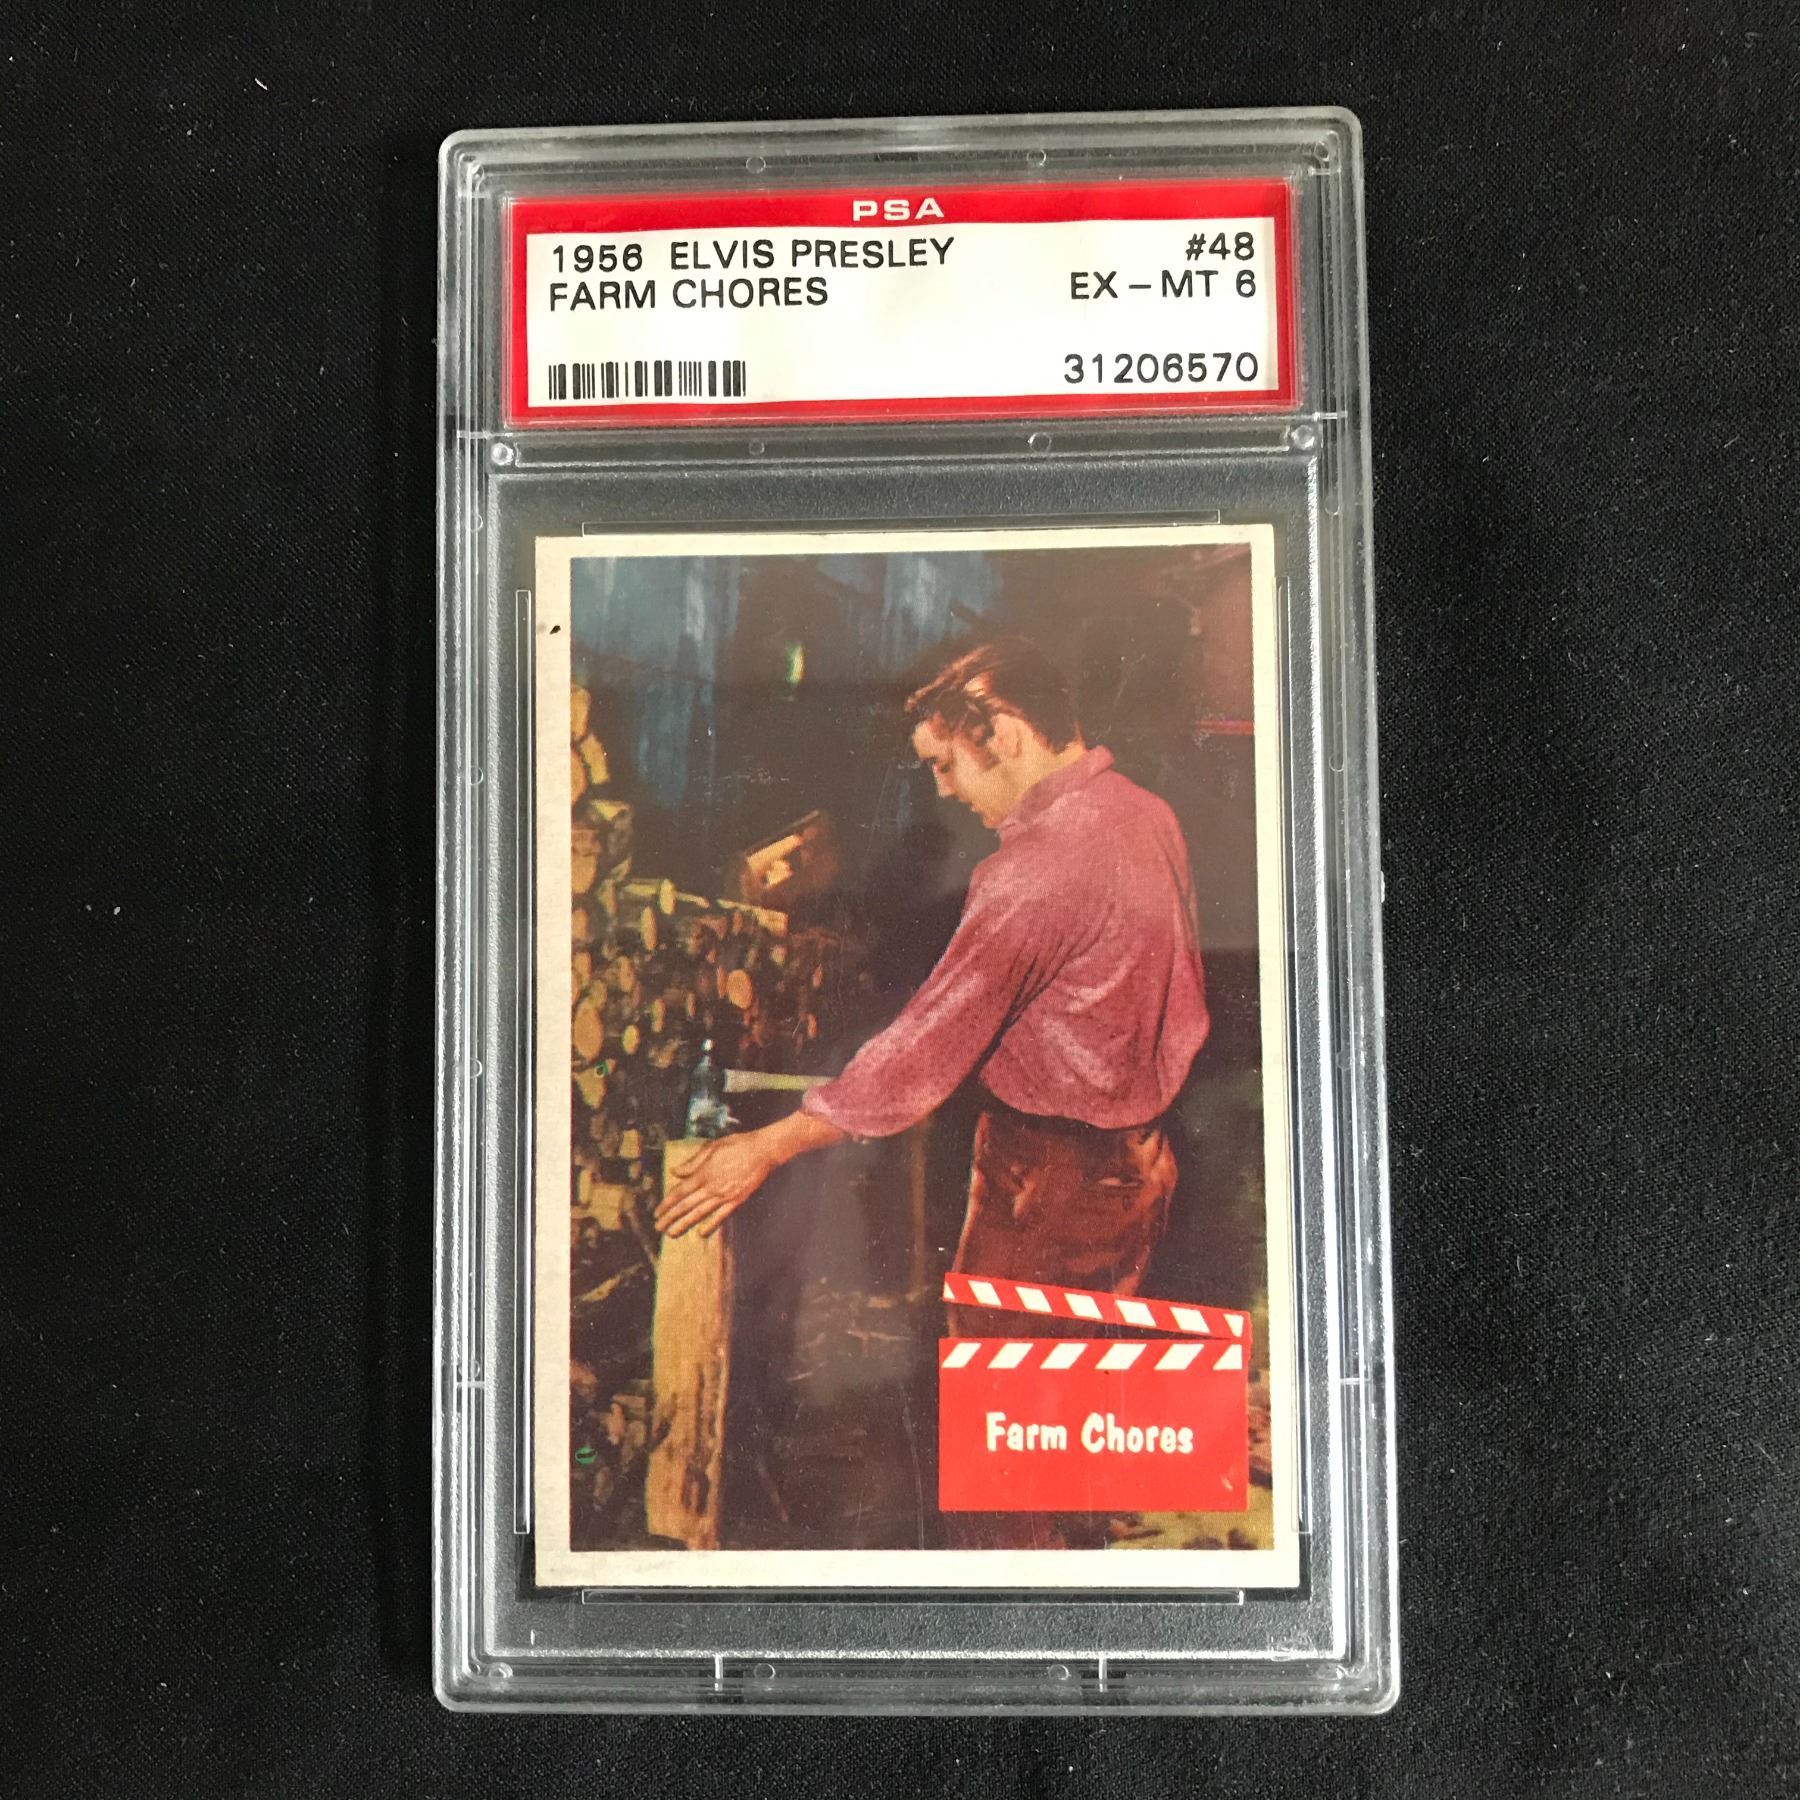 PSA
1956 ELVIS PRESLEY #48
FARM CHORES EX-MT 6
31206570
Farm Chores